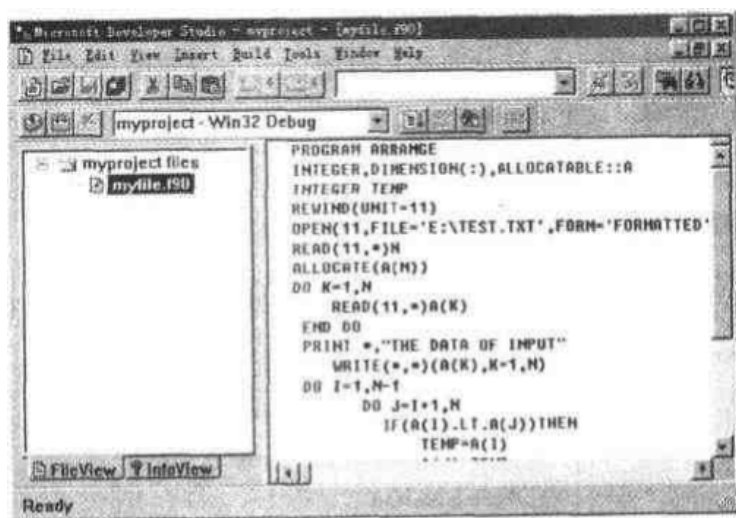 Microsoft Developer Studio - myproject - [myfile.f90]
File Edit View Insert Build Tools Window Help
myproject - Win32 Debug
myproject files
myfile.f90
PROGRAM ARRANGE
INTEGER,DIMENSION(:),ALLOCATABLE::A
INTEGER TEMP
REWIND(UNIT=11)
OPEN(11,FILE='E:\TEST.TXT',FORM='FORMATTED'
READ(11,*)N
ALLOCATE(A(N))
DO K=1,N
READ(11,*)A(K)
END DO
PRINT *,"THE DATA OF INPUT"
WRITE(*,*)(A(K),K=1,N)
DO I=1,N-1
DO J=I+1,N
IF(A(I).LT.A(J))THEN
TEMP=A(I)
FileView InfoView
Ready